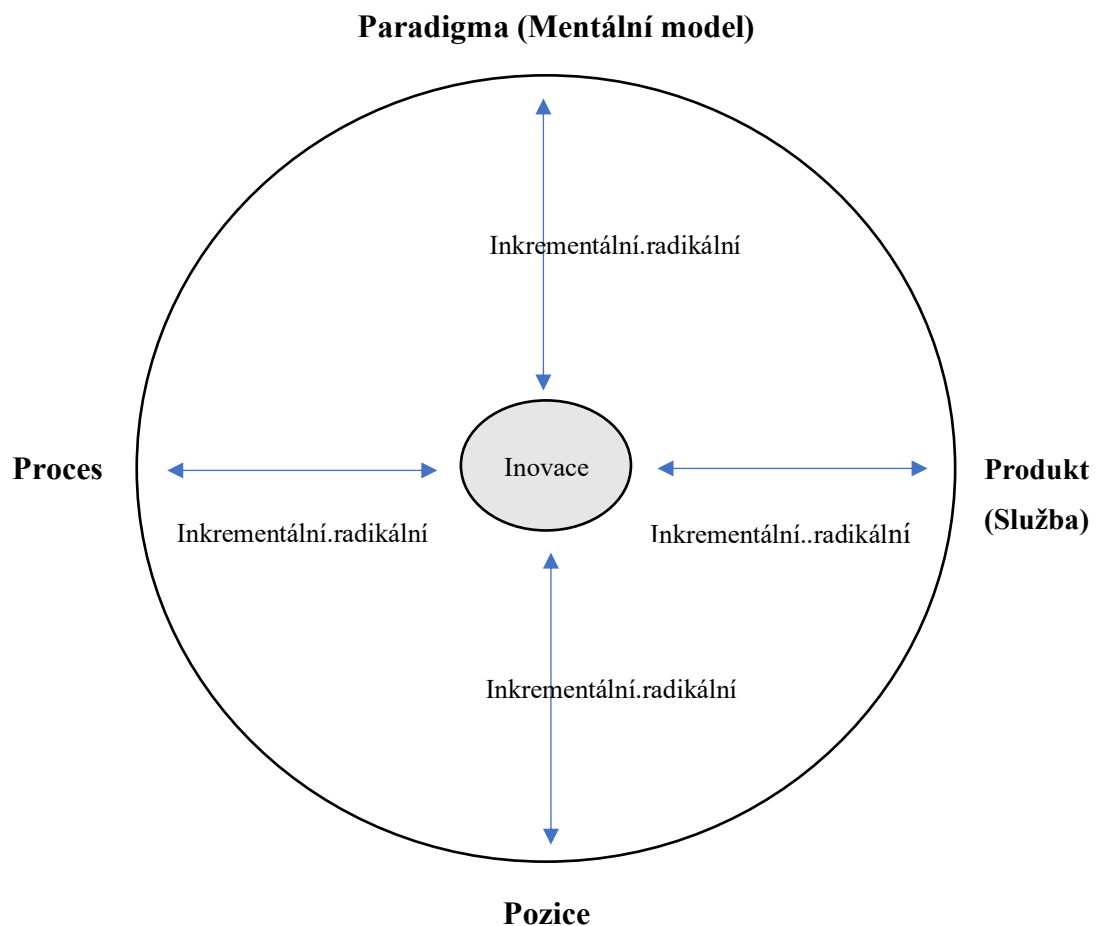 Paradigma (Mentální model)
Inkrementální.radikální
Proces
Inovace
Produkt
(Služba)
Inkrementální.radikální
Inkrementální..radikální
Inkrementální.radikální
Pozice